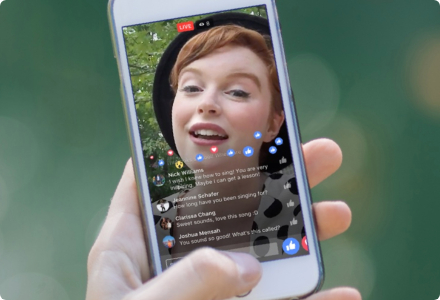 LIVE 8
Nick Williams
I wish I knew how to sing! You are very
inspiring. Maybe I can get a lesson!
Jeannine Schafer
How long have you been singing for?
Clarissa Chang
Sweet sounds, love this song :D
Joshua Mensah
You sound so good! What's this called?